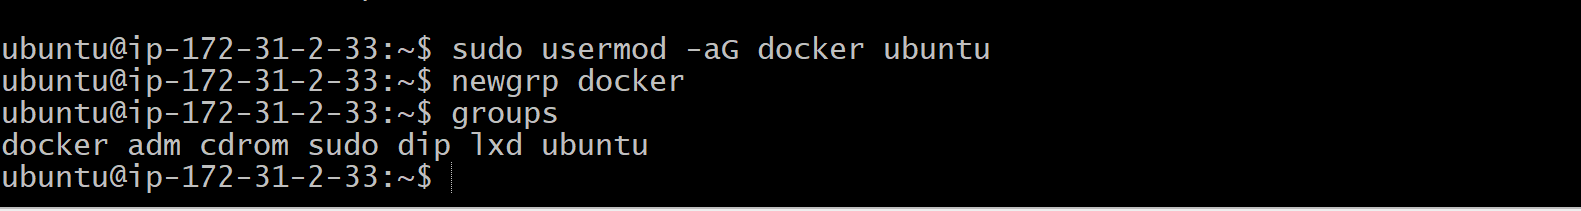 ubuntu@ip-172-31-2-33:~$ sudo usermod -aG docker ubuntu
ubuntu@ip-172-31-2-33:~$ newgrp docker
ubuntu@ip-172-31-2-33:~$ groups
docker adm cdrom sudo dip lxd ubuntu
ubuntu@ip-172-31-2-33:~$